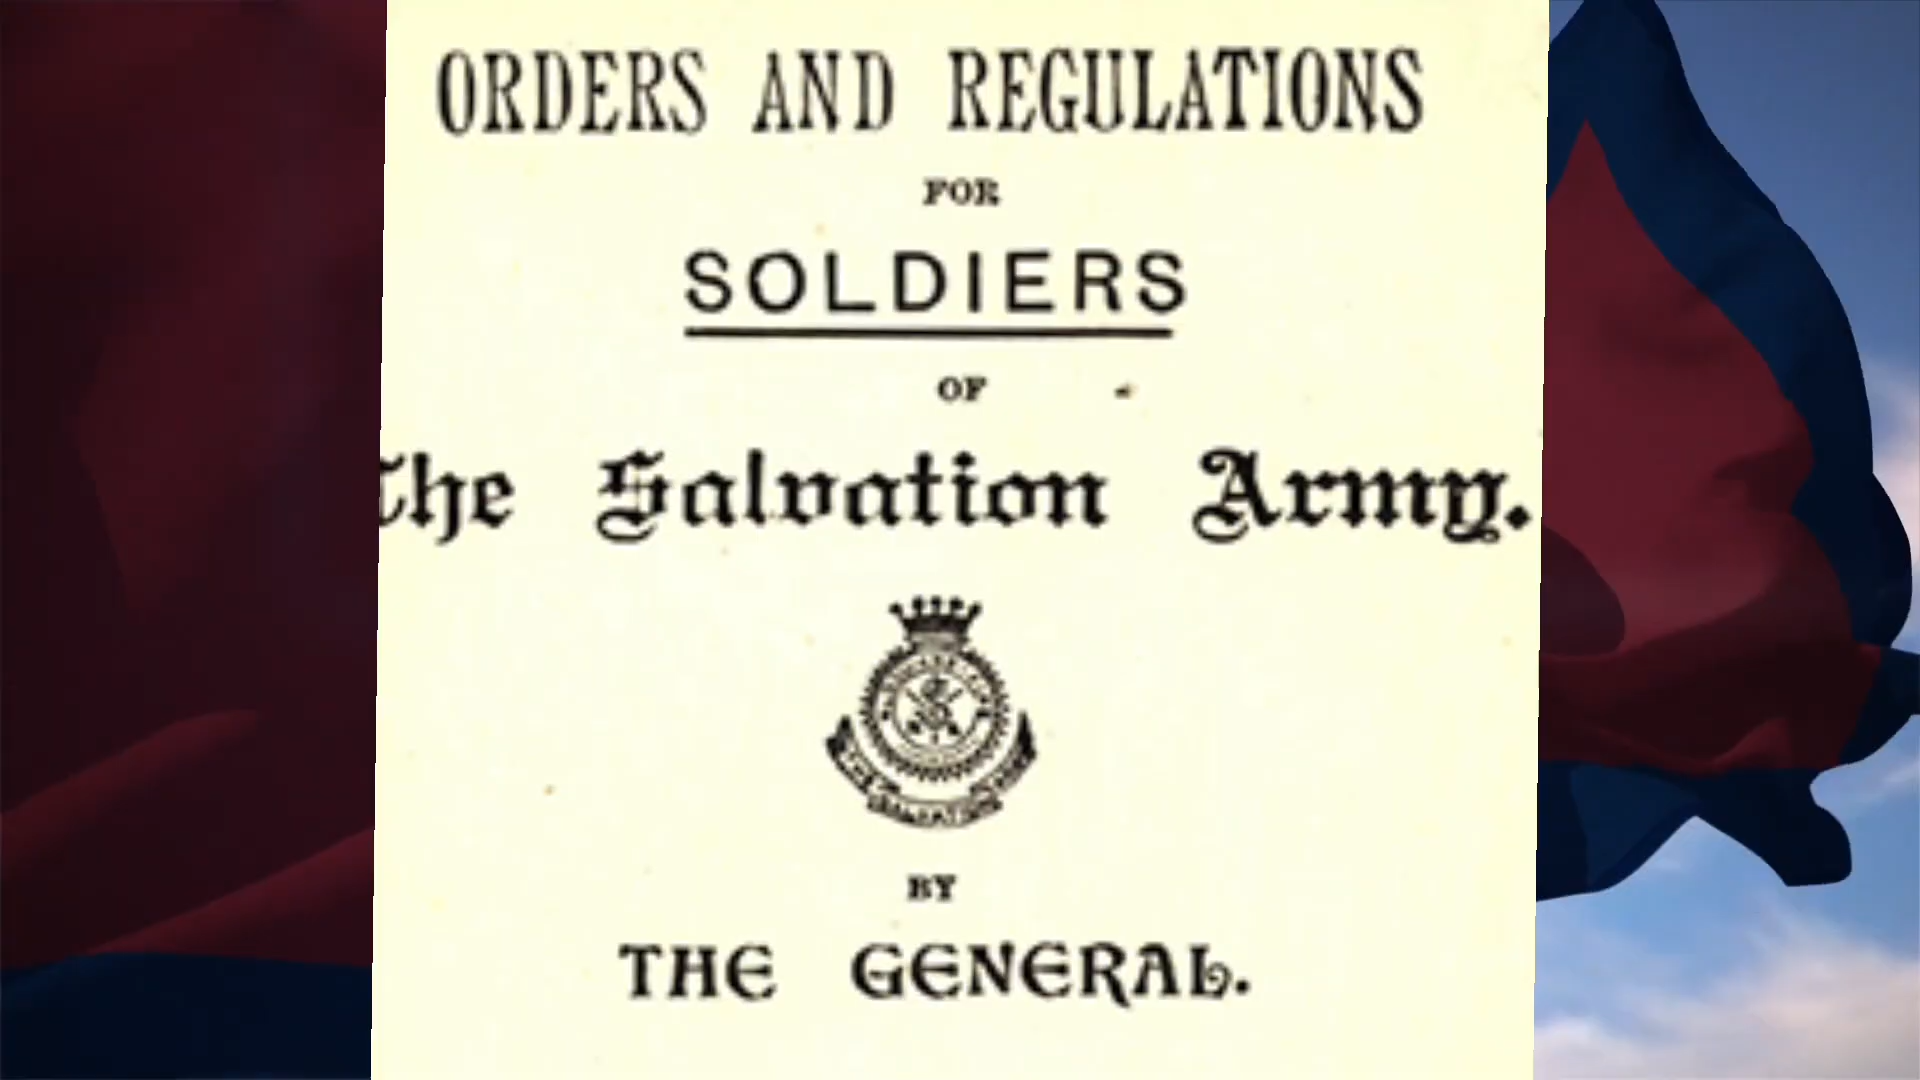 ORDERS AND REGULATIONS
FOR
SOLDIERS
OF
The Salvation Army.
BY
THE GENERAL.